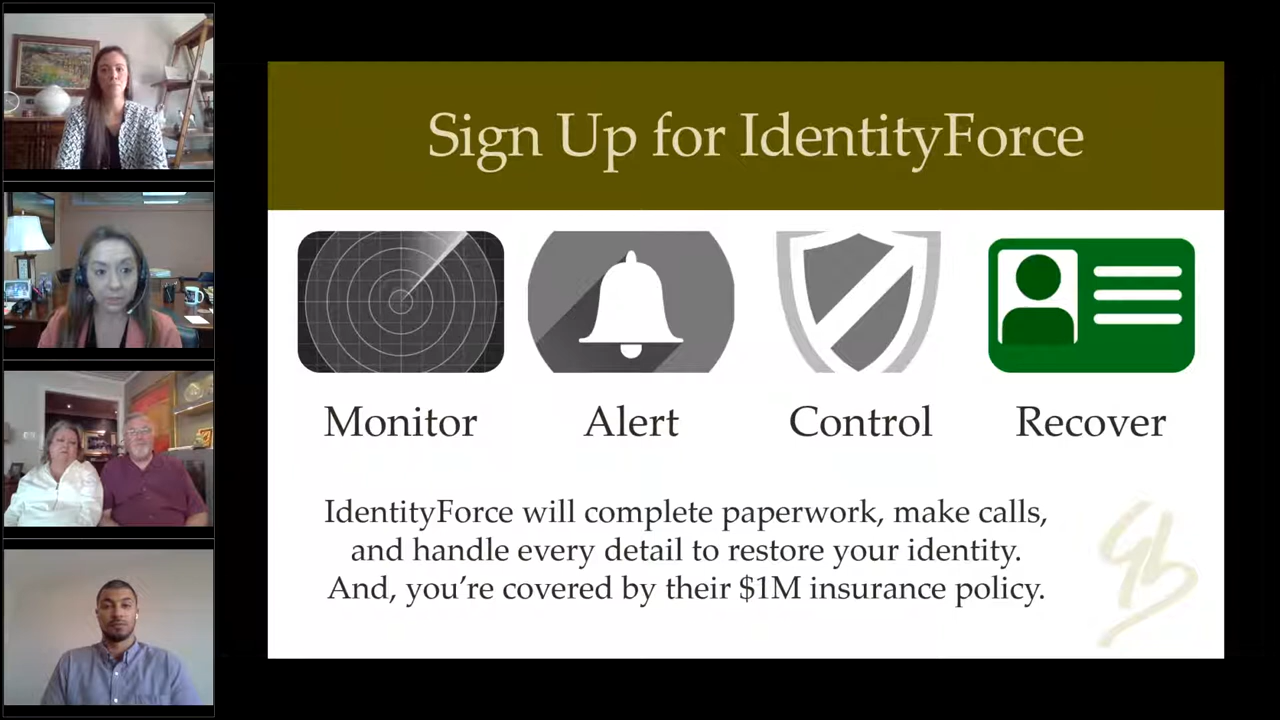 Sign Up for IdentityForce
Monitor
Alert
Control
Recover
IdentityForce will complete paperwork, make calls,
and handle every detail to restore your identity.
And, you’re covered by their $1M insurance policy.